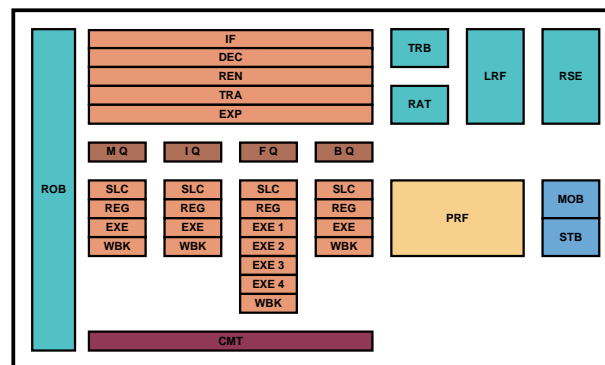 ROB
IF
DEC
REN
TRA
EXP
TRB
RAT
LRF
RSE
M Q
I Q
F Q
B Q
SLC
REG
EXE
WBK
SLC
REG
EXE
WBK
SLC
REG
EXE 1
EXE 2
EXE 3
EXE 4
WBK
SLC
REG
EXE
WBK
PRF
MOB
STB
CMT